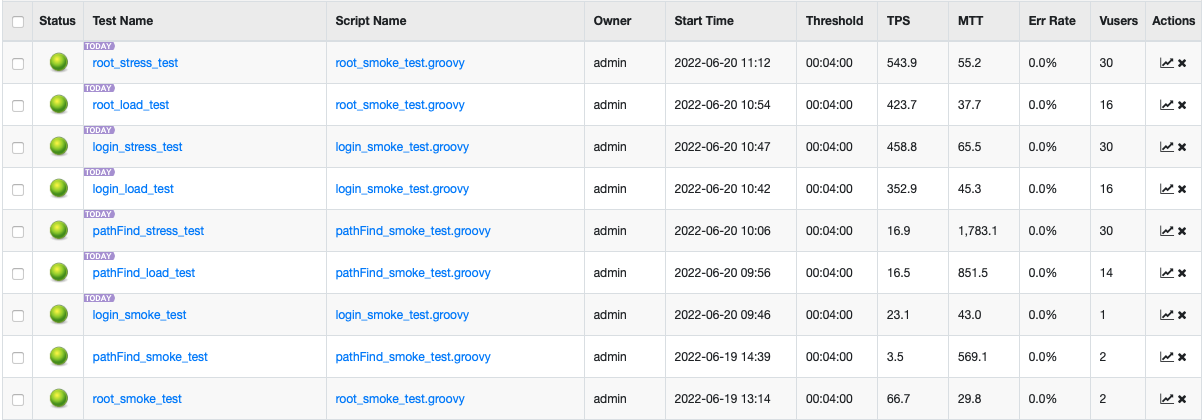 Status Test Name Script Name Owner Start Time Threshold TPS MTT Err Rate Vusers Actions
TODAY
root_stress_test root_smoke_test.groovy admin 2022-06-20 11:12 00:04:00 543.9 55.2 0.0% 30
TODAY
root_load_test root_smoke_test.groovy admin 2022-06-20 10:54 00:04:00 423.7 37.7 0.0% 16
TODAY
login_stress_test login_smoke_test.groovy admin 2022-06-20 10:47 00:04:00 458.8 65.5 0.0% 30
TODAY
login_load_test login_smoke_test.groovy admin 2022-06-20 10:42 00:04:00 352.9 45.3 0.0% 16
TODAY
pathFind_stress_test pathFind_smoke_test.groovy admin 2022-06-20 10:06 00:04:00 16.9 1,783.1 0.0% 30
TODAY
pathFind_load_test pathFind_smoke_test.groovy admin 2022-06-20 09:56 00:04:00 16.5 851.5 0.0% 14
TODAY
login_smoke_test login_smoke_test.groovy admin 2022-06-20 09:46 00:04:00 23.1 43.0 0.0% 1
pathFind_smoke_test pathFind_smoke_test.groovy admin 2022-06-19 14:39 00:04:00 3.5 569.1 0.0% 2
root_smoke_test root_smoke_test.groovy admin 2022-06-19 13:14 00:04:00 66.7 29.8 0.0% 2